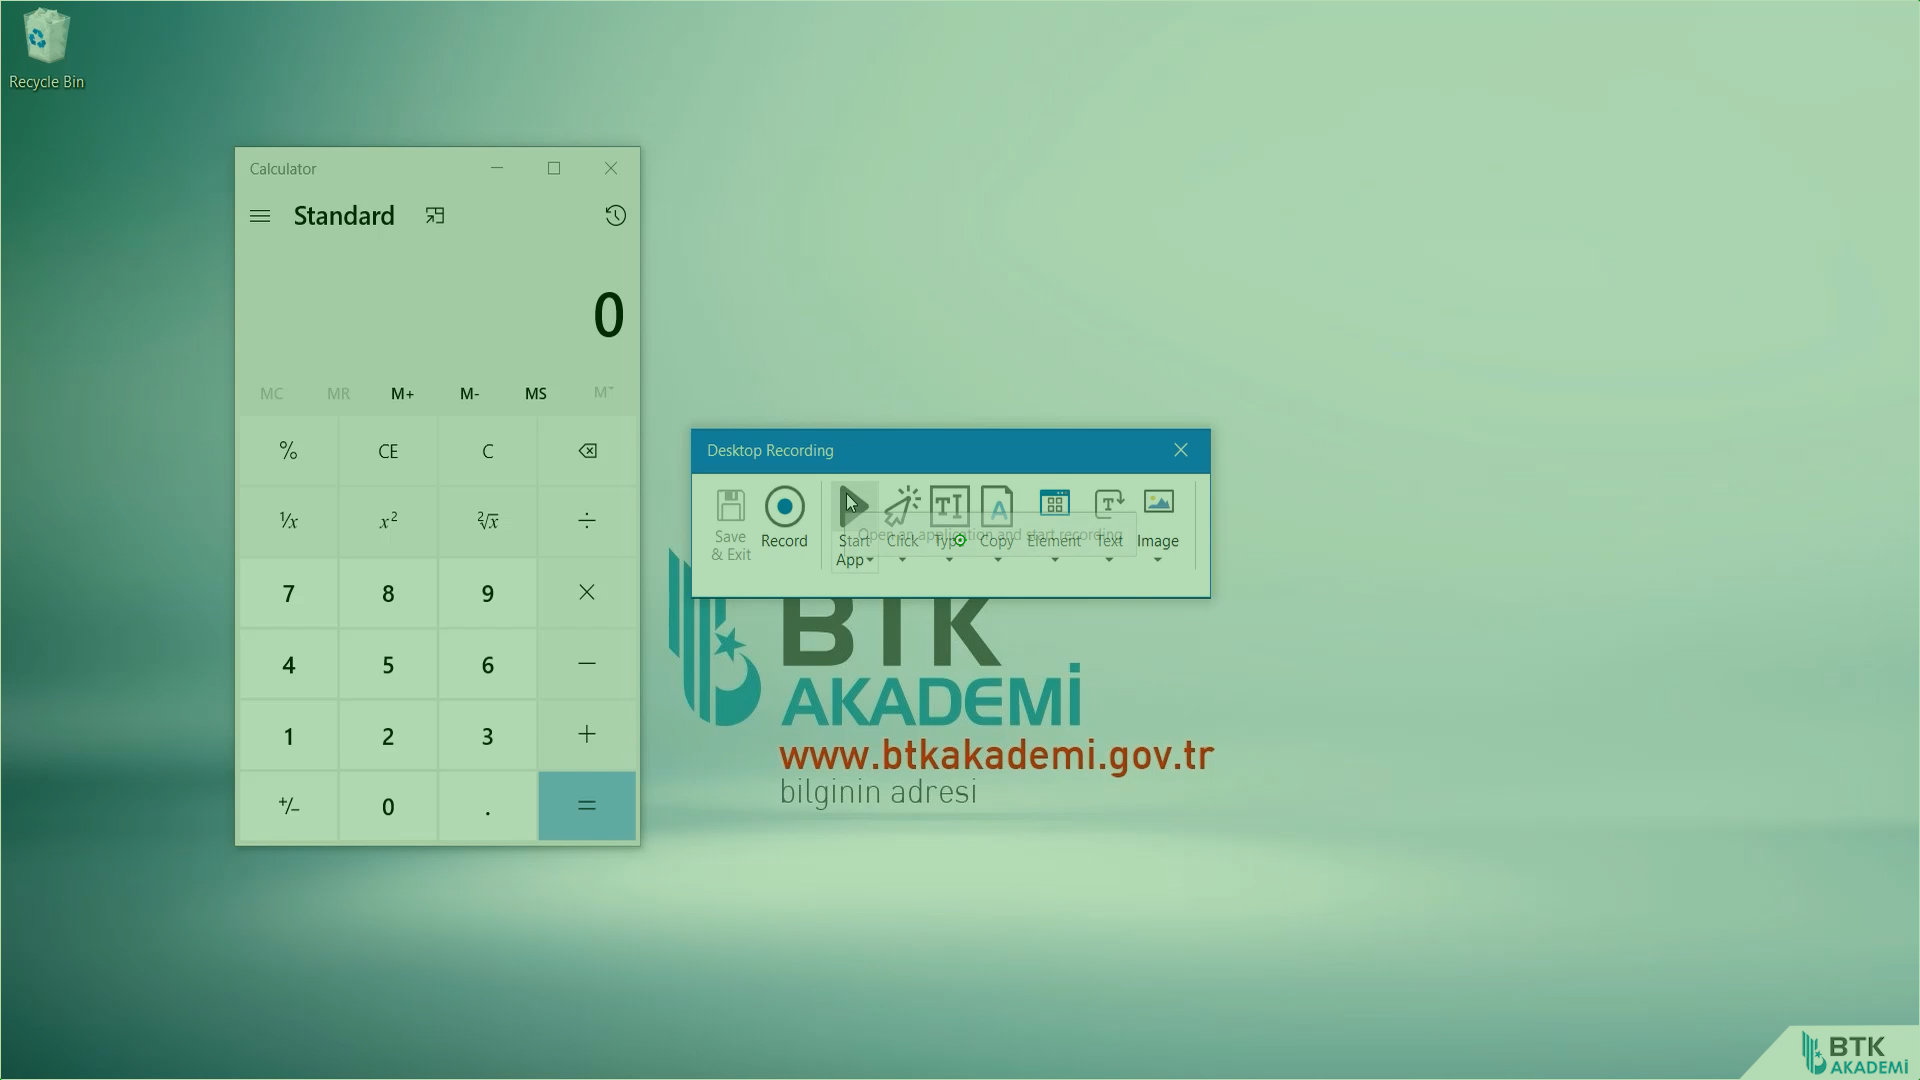 Recycle Bin
Calculator
Standard
0
MC MR M+ M- MS M˅
% CE C
¹/x x² ²√x ÷
7 8 9 ×
4 5 6 −
1 2 3 +
+/− 0 . =
Desktop Recording
Save & Exit
Record
Start App
Click
Type
Copy
Element
Text
Image
Open an application and start recording
BTK
AKADEMİ
www.btkakademi.gov.tr
bilginin adresi
BTK
AKADEMİ